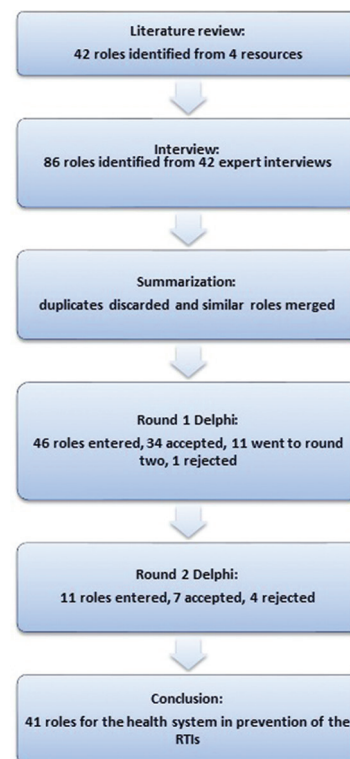 Literature review:
42 roles identified from 4 resources
Interview:
86 roles identified from 42 expert interviews
Summarization:
duplicates discarded and similar roles merged
Round 1 Delphi:
46 roles entered, 34 accepted, 11 went to round
two, 1 rejected
Round 2 Delphi:
11 roles entered, 7 accepted, 4 rejected
Conclusion:
41 roles for the health system in prevention of the
RTIs